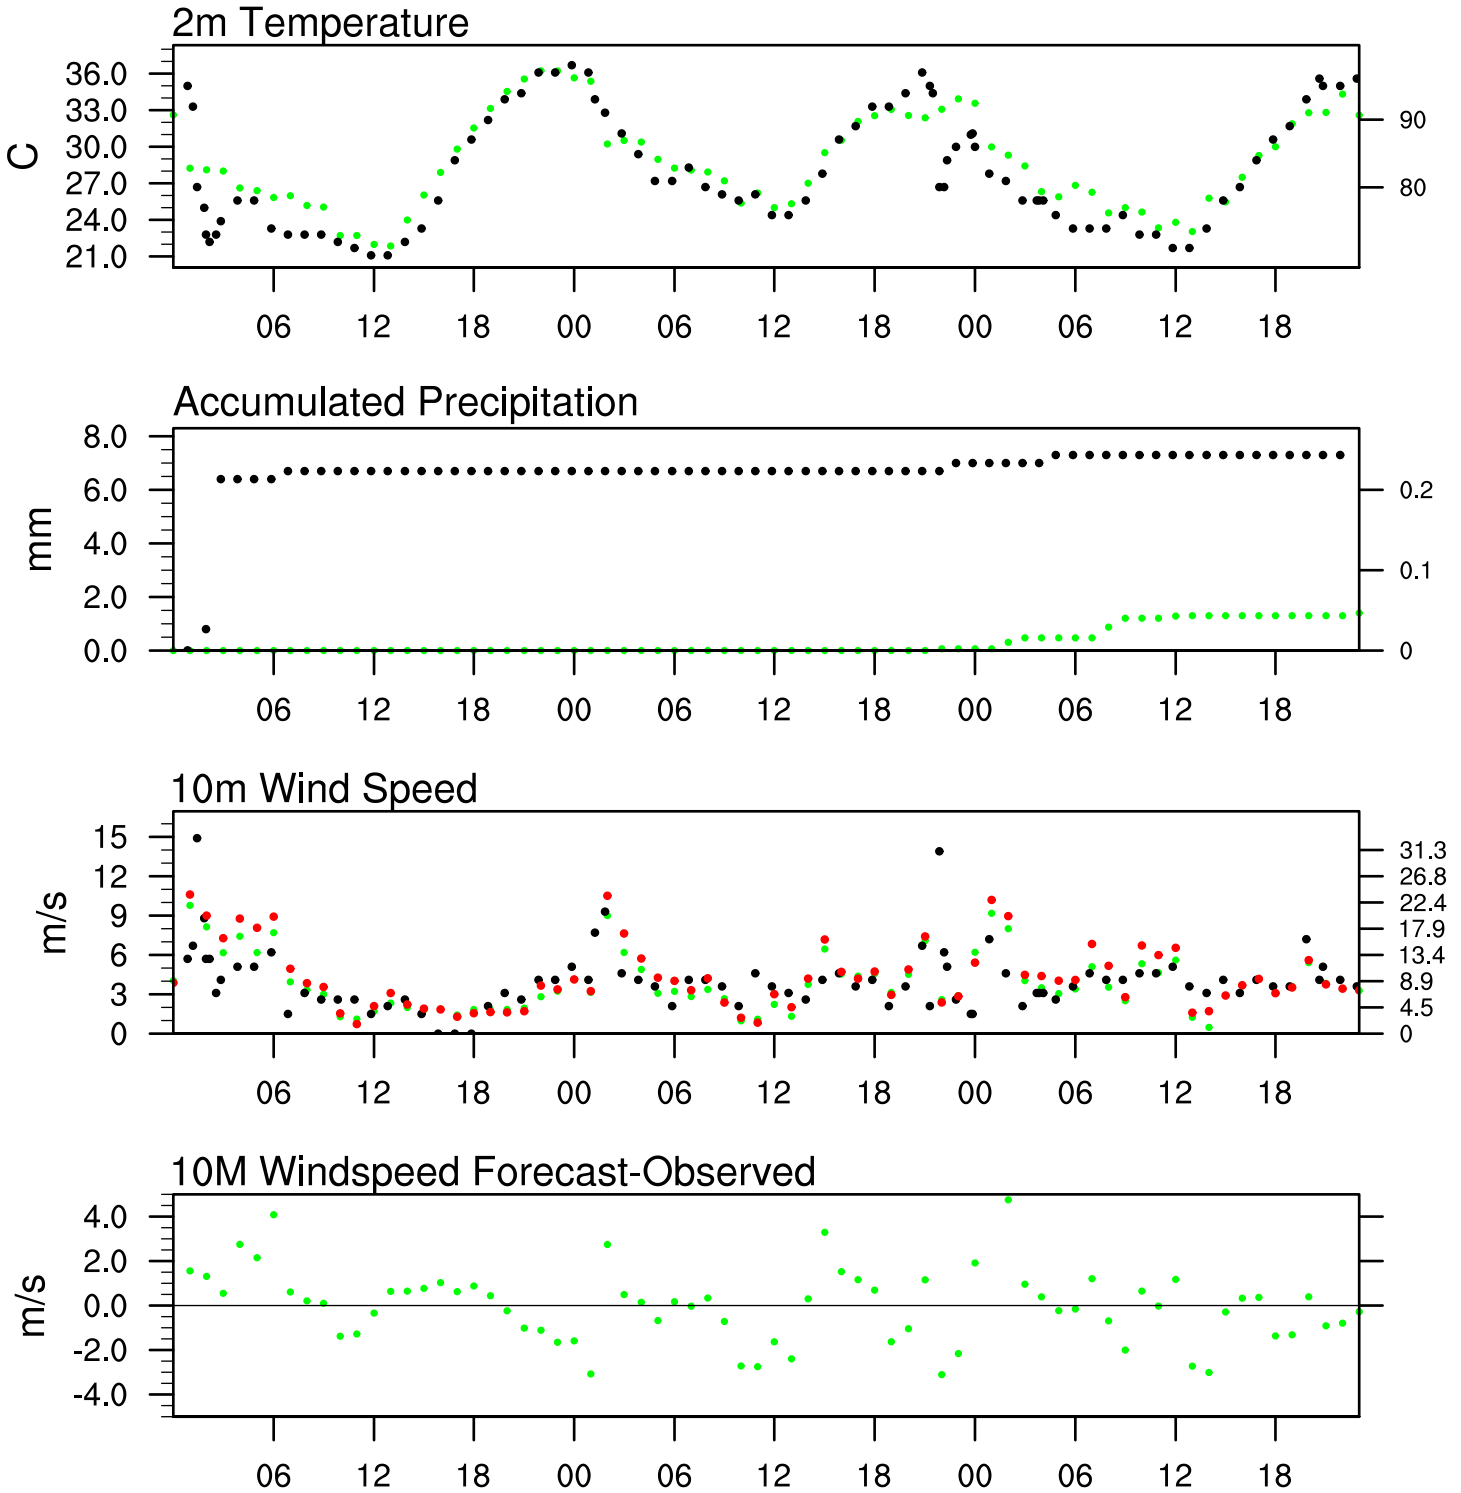 2m Temperature
36.0
33.0
30.0
27.0
24.0
21.0
C
90
80
06 12 18 00 06 12 18 00 06 12 18
Accumulated Precipitation
8.0
6.0
4.0
2.0
0.0
mm
0.2
0.1
0
06 12 18 00 06 12 18 00 06 12 18
10m Wind Speed
15
12
9
6
3
0
m/s
31.3
26.8
22.4
17.9
13.4
8.9
4.5
0
06 12 18 00 06 12 18 00 06 12 18
10M Windspeed Forecast-Observed
4.0
2.0
0.0
-2.0
-4.0
m/s
06 12 18 00 06 12 18 00 06 12 18